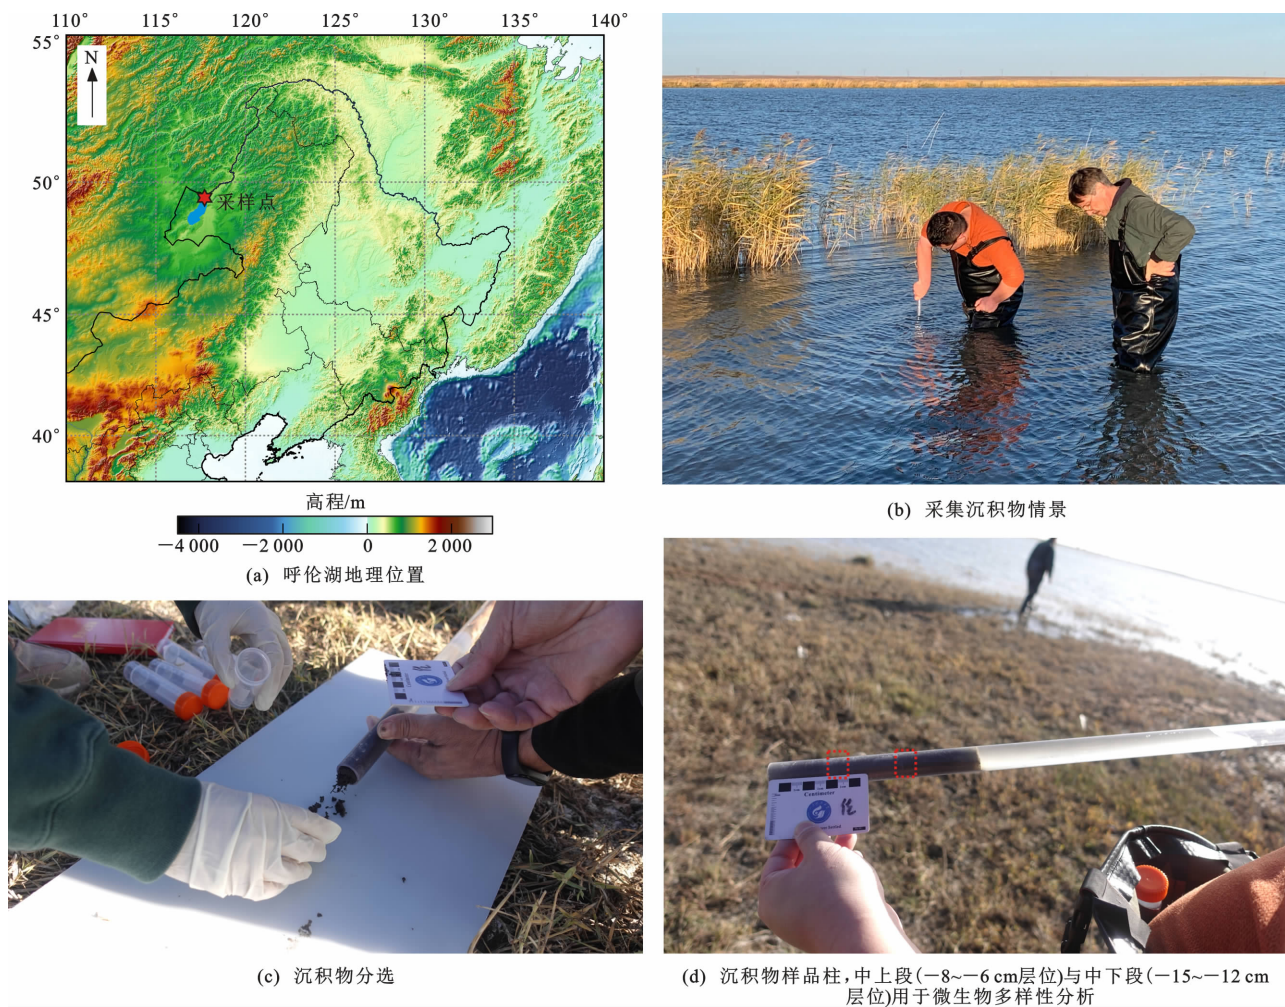 110° 115° 120° 125° 130° 135° 140°
55°
N
50°
采样点
45°
40°
高程/m
−4 000 −2 000 0 2 000
(a) 呼伦湖地理位置
(b) 采集沉积物情景
(c) 沉积物分选
Centimeter
(d) 沉积物样品柱,中上段(−8~−6 cm层位)与中下段(−15~−12 cm
层位)用于微生物多样性分析